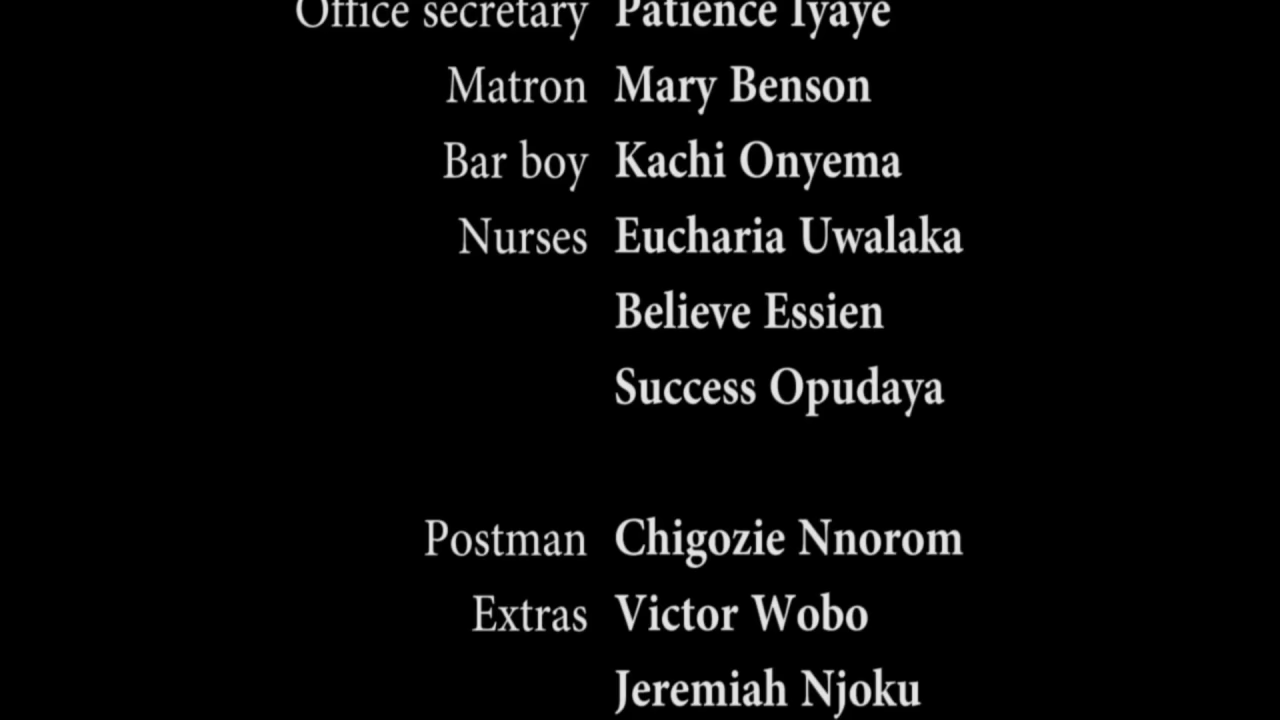 Office secretary Patience Iyaye
Matron Mary Benson
Bar boy Kachi Onyema
Nurses Eucharia Uwalaka
Believe Essien
Success Opudaya
Postman Chigozie Nnorom
Extras Victor Wobo
Jeremiah Njoku